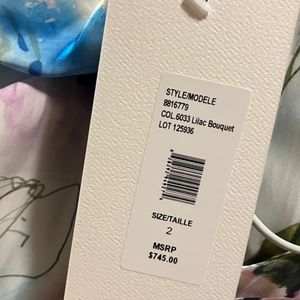 STYLE/MODELE
8816779
COL.6033 Lilac Bouquet
LOT 125936
SIZE/TAILLE
2
MSRP
$745.00